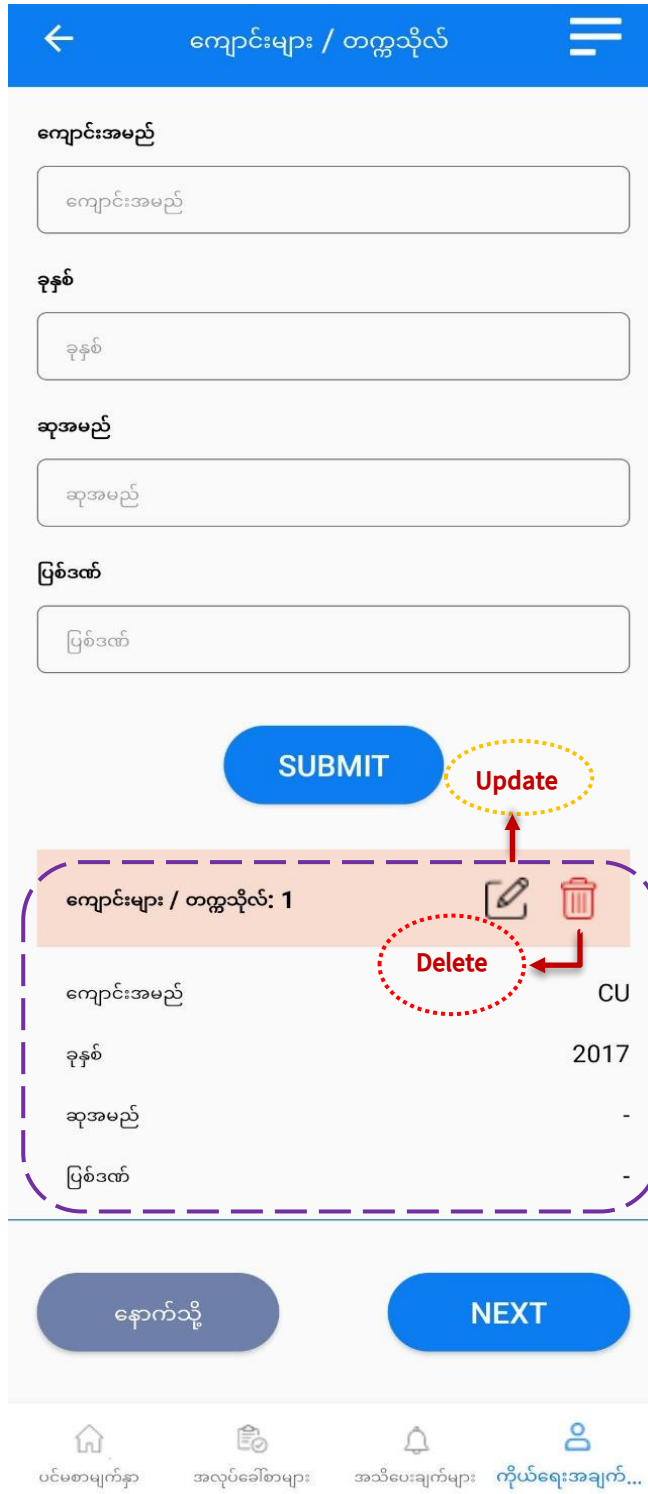 ကျောင်းများ / တက္ကသိုလ်
ကျောင်းအမည်
ကျောင်းအမည်
ခုနှစ်
ခုနှစ်
ဆုအမည်
ဆုအမည်
ပြစ်ဒဏ်
ပြစ်ဒဏ်
SUBMIT
Update
ကျောင်းများ / တက္ကသိုလ်: 1
Delete
ကျောင်းအမည် CU
ခုနှစ် 2017
ဆုအမည် -
ပြစ်ဒဏ် -
နောက်သို့ NEXT
ပင်မစာမျက်နှာ အလုပ်ခေါ်စာများ အသိပေးချက်များ ကိုယ်ရေးအချက်...